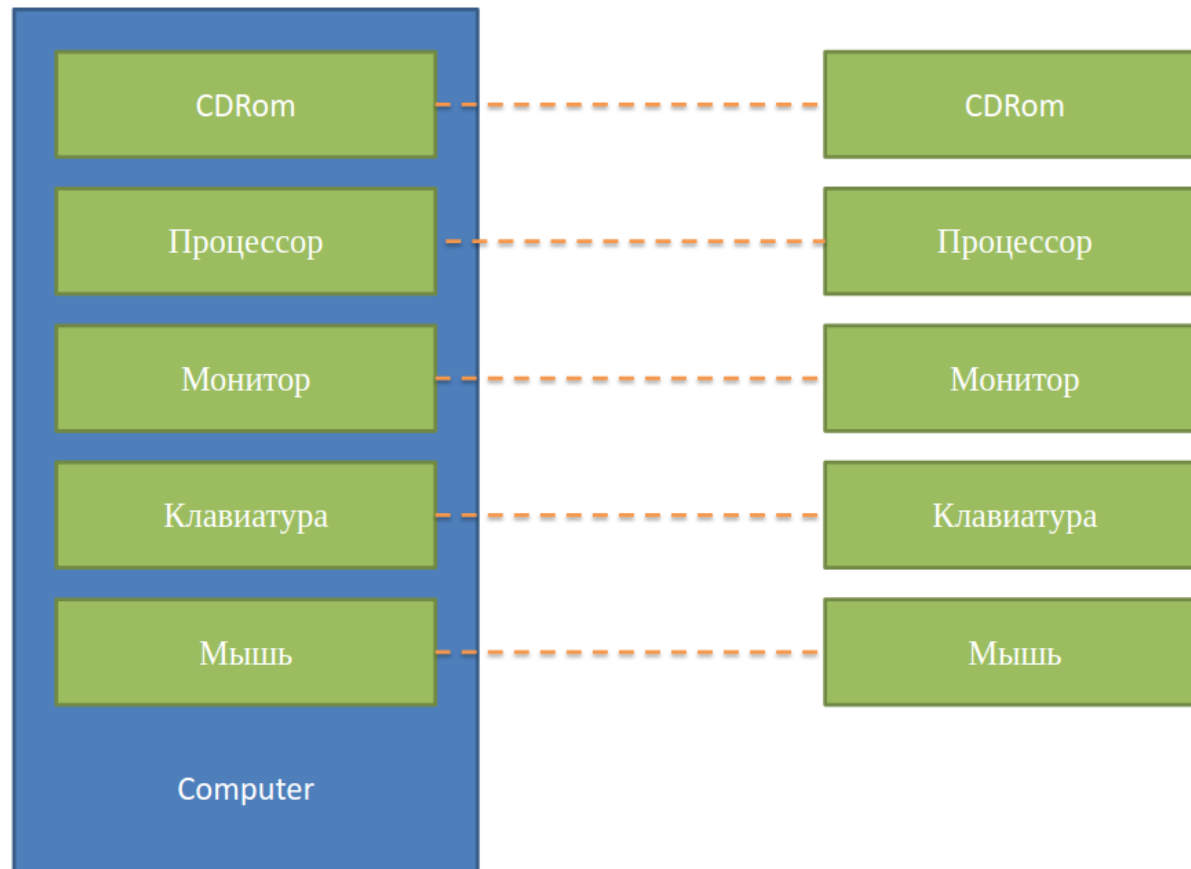 CDRom
CDRom
Процессор
Процессор
Монитор
Монитор
Клавиатура
Клавиатура
Мышь
Мышь
Computer